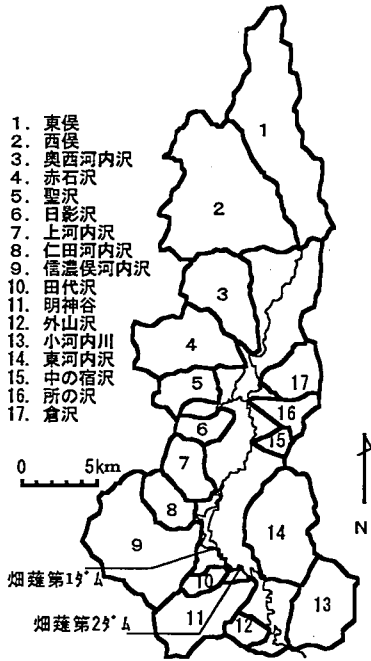 1. 東俣
2. 西俣
3. 奥西河内沢
4. 赤石沢
5. 聖沢
6. 日影沢
7. 上河内沢
8. 仁田河内沢
9. 信濃俣河内沢
10. 田代沢
11. 明神谷
12. 外山沢
13. 小河内川
14. 東河内沢
15. 中の宿沢
16. 所の沢
17. 倉沢
0 5km
1
2
3
4
5
17
16
6
15
7
8
14
9
N
畑薙第1ダム
10
13
11
12
畑薙第2ダム